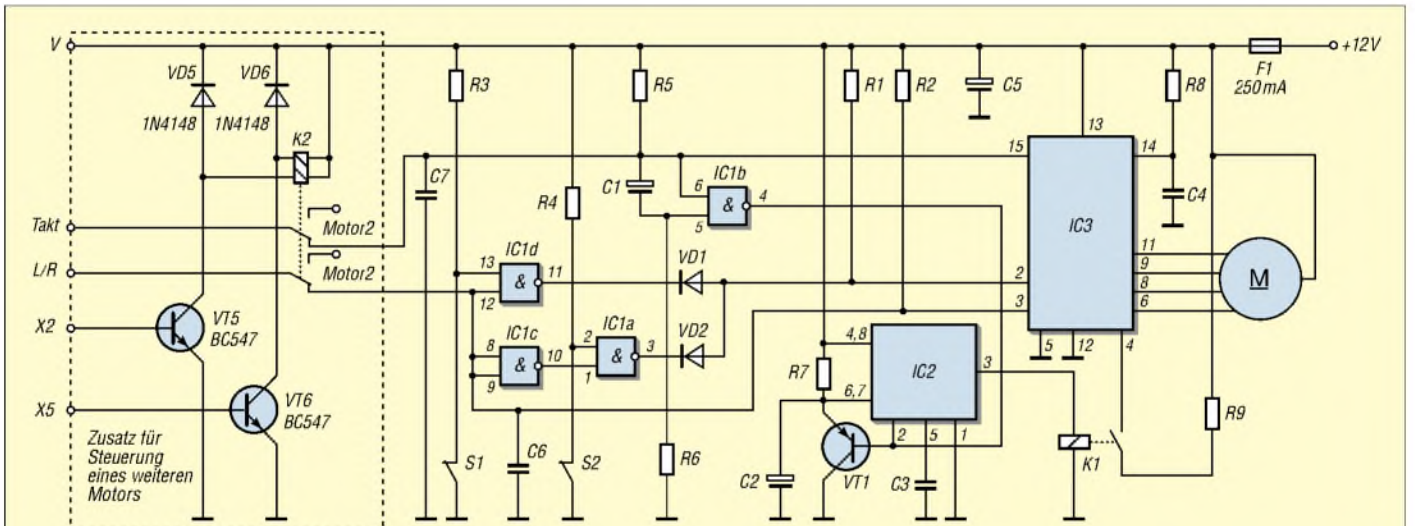 V
VD5
VD6
1N4148
1N4148
K2
R3
R5
R1
R2
C5
R8
F1
250 mA
+12V
13
15
14
C7
C1
R4
6
IC1b
&
4
5
C4
IC3
Takt
Motor2
L/R
Motor2
IC1d
13
&
11
12
VD1
2
3
11
9
8
6
M
X2
VT5
BC547
IC1c
8
&
10
9
IC1a
2
&
3
1
VD2
5
12
4
R7
4,8
IC2
3
6,7
X5
VT6
BC547
R9
2
5
1
Zusatz für
Steuerung
eines weiteren
Motors
S1
C6
S2
R6
C2
VT1
C3
K1